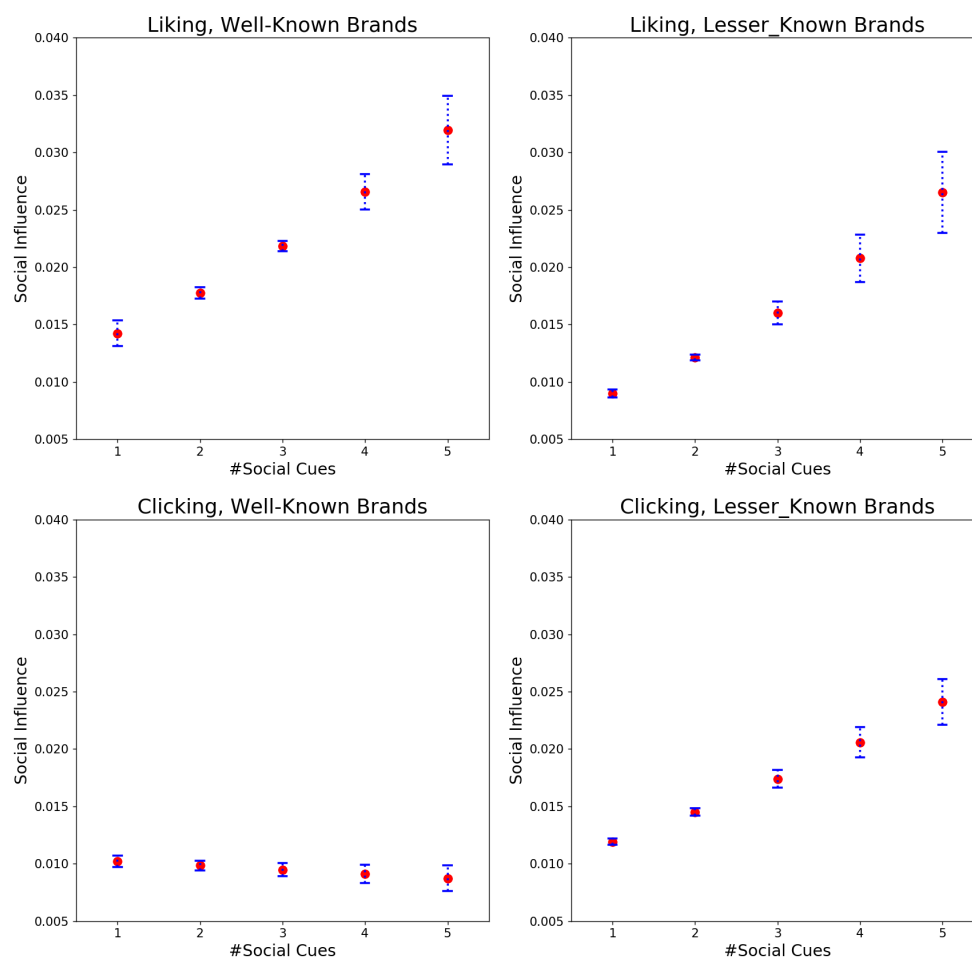 Liking, Well-Known Brands
0.040
0.035
0.030
0.025
0.020
0.015
0.010
0.005
Social Influence
1 2 3 4 5
#Social Cues
Liking, Lesser_Known Brands
0.040
0.035
0.030
0.025
0.020
0.015
0.010
0.005
Social Influence
1 2 3 4 5
#Social Cues
Clicking, Well-Known Brands
0.040
0.035
0.030
0.025
0.020
0.015
0.010
0.005
Social Influence
1 2 3 4 5
#Social Cues
Clicking, Lesser_Known Brands
0.040
0.035
0.030
0.025
0.020
0.015
0.010
0.005
Social Influence
1 2 3 4 5
#Social Cues